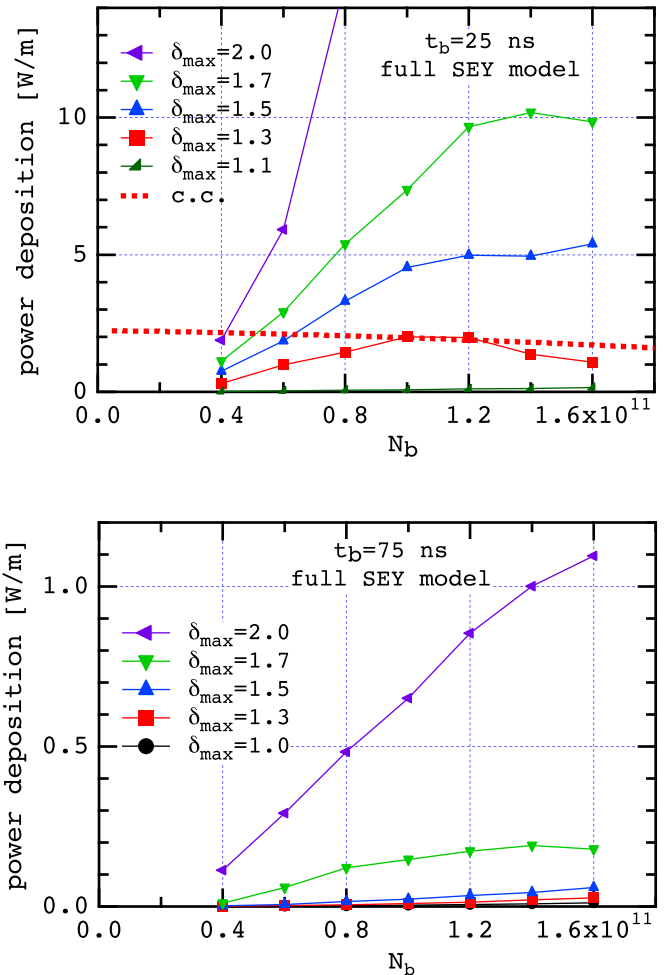 t_b=25 ns
full SEY model
δ_max=2.0
δ_max=1.7
δ_max=1.5
δ_max=1.3
δ_max=1.1
c.c.
power deposition [W/m]
10
5
0
0.0 0.4 0.8 1.2 1.6x10^11
N_b
t_b=75 ns
full SEY model
δ_max=2.0
δ_max=1.7
δ_max=1.5
δ_max=1.3
δ_max=1.0
power deposition [W/m]
1.0
0.5
0.0
0.0 0.4 0.8 1.2 1.6x10^11
N_b